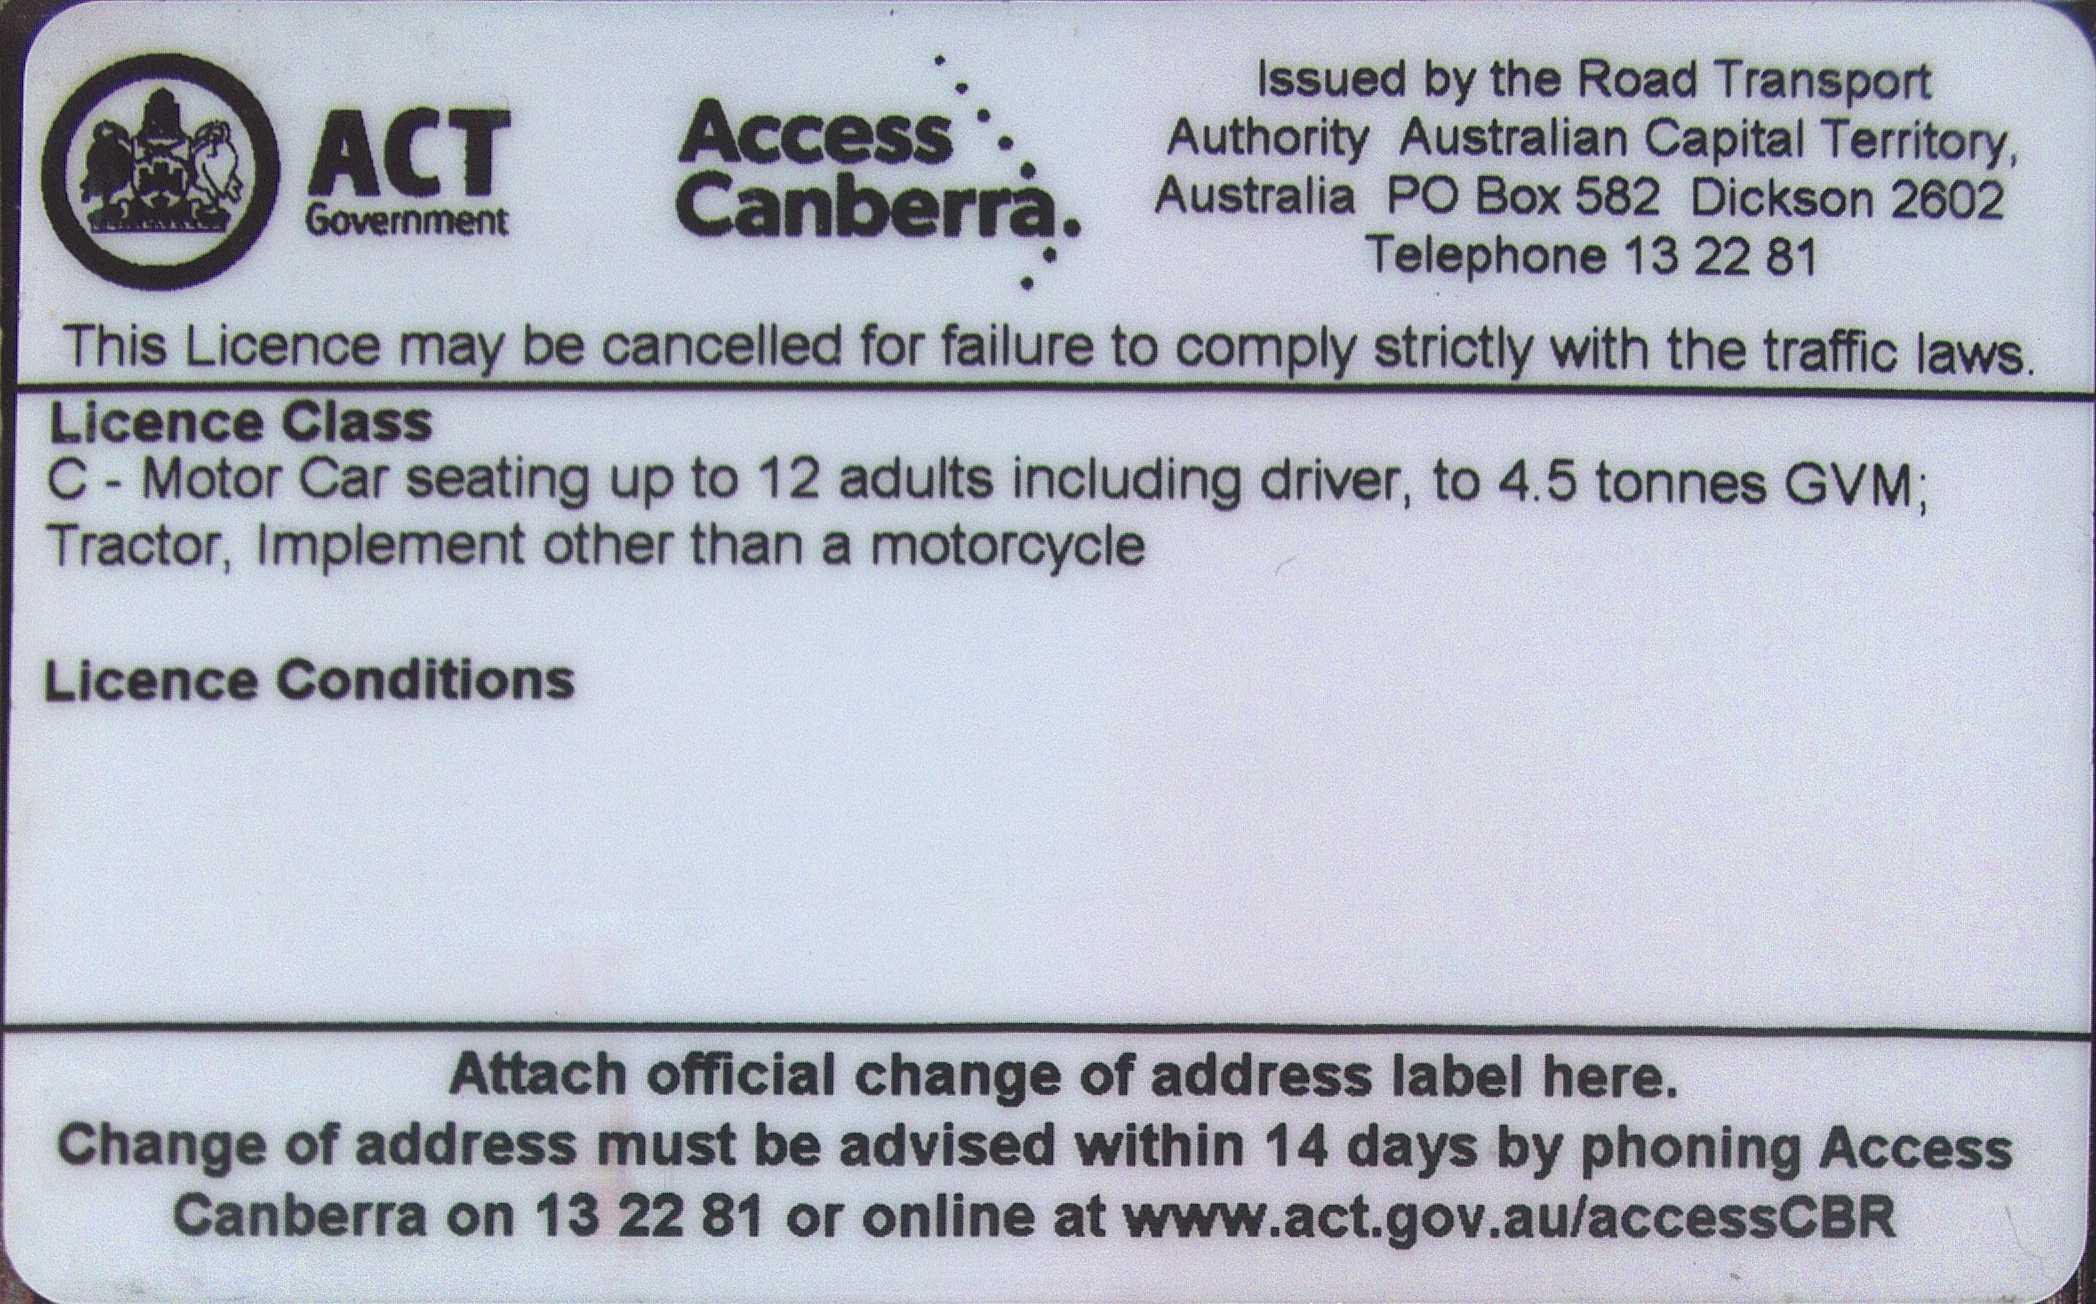 ACT
Government
Access
Canberra.
Issued by the Road Transport
Authority Australian Capital Territory,
Australia PO Box 582 Dickson 2602
Telephone 13 22 81
This Licence may be cancelled for failure to comply strictly with the traffic laws.
Licence Class
C - Motor Car seating up to 12 adults including driver, to 4.5 tonnes GVM;
Tractor, Implement other than a motorcycle
Licence Conditions
Attach official change of address label here.
Change of address must be advised within 14 days by phoning Access
Canberra on 13 22 81 or online at www.act.gov.au/accessCBR